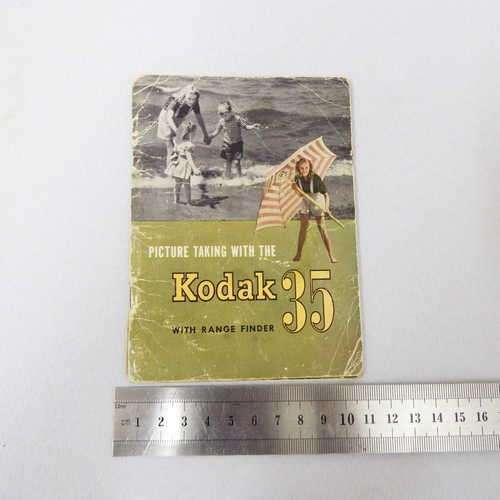 PICTURE TAKING WITH THE
Kodak 35
WITH RANGE FINDER
cm 1 2 3 4 5 6 7 8 9 10 11 12 13 14 15 16